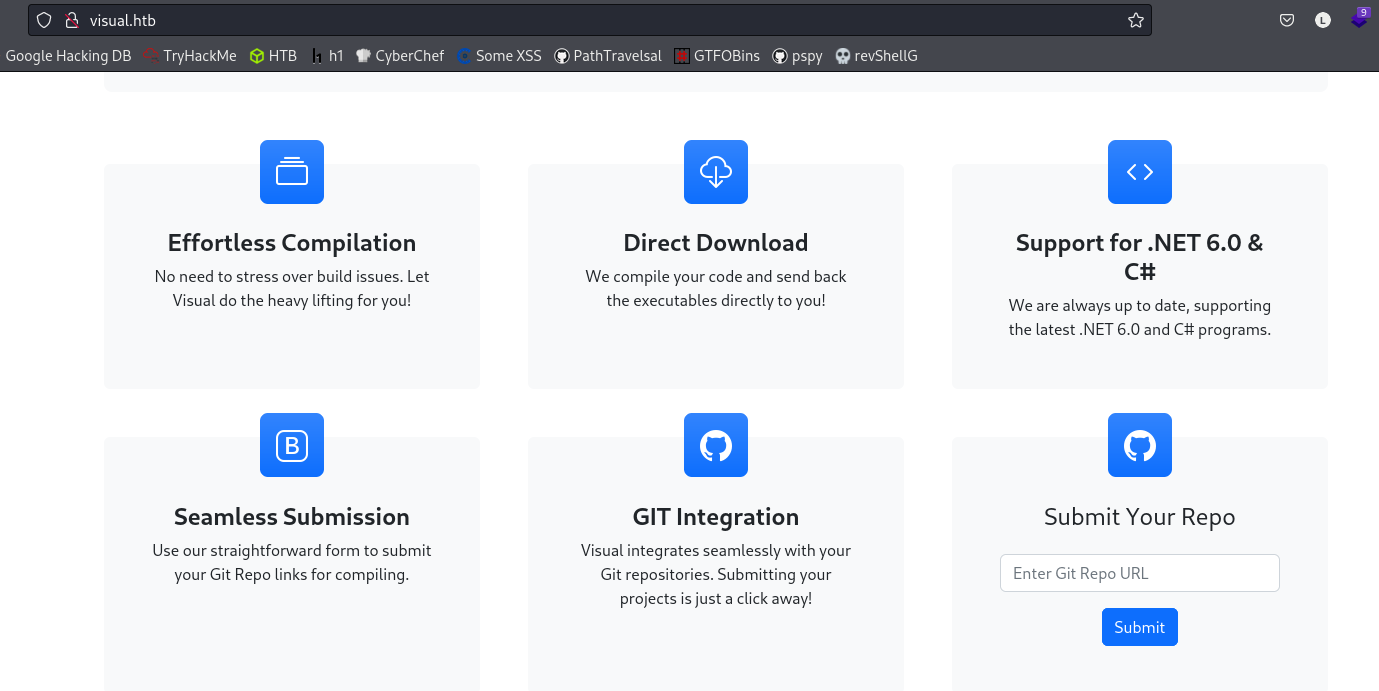 visual.htb
L
9
Google Hacking DB TryHackMe HTB h1 CyberChef Some XSS PathTravelsal GTFOBins pspy revShellG
Effortless Compilation
No need to stress over build issues. Let
Visual do the heavy lifting for you!
Direct Download
We compile your code and send back
the executables directly to you!
Support for .NET 6.0 &
C#
We are always up to date, supporting
the latest .NET 6.0 and C# programs.
B
Seamless Submission
Use our straightforward form to submit
your Git Repo links for compiling.
GIT Integration
Visual integrates seamlessly with your
Git repositories. Submitting your
projects is just a click away!
Submit Your Repo
Enter Git Repo URL
Submit